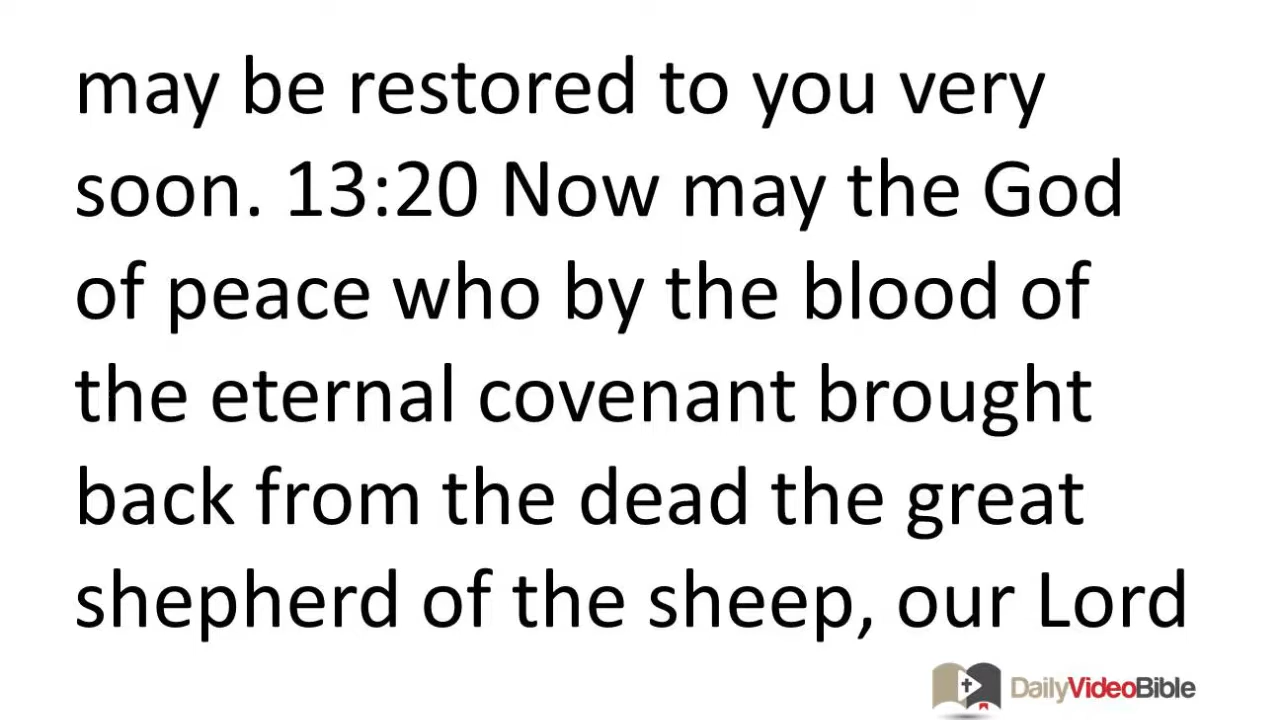 may be restored to you very
soon. 13:20 Now may the God
of peace who by the blood of
the eternal covenant brought
back from the dead the great
shepherd of the sheep, our Lord
DailyVideoBible